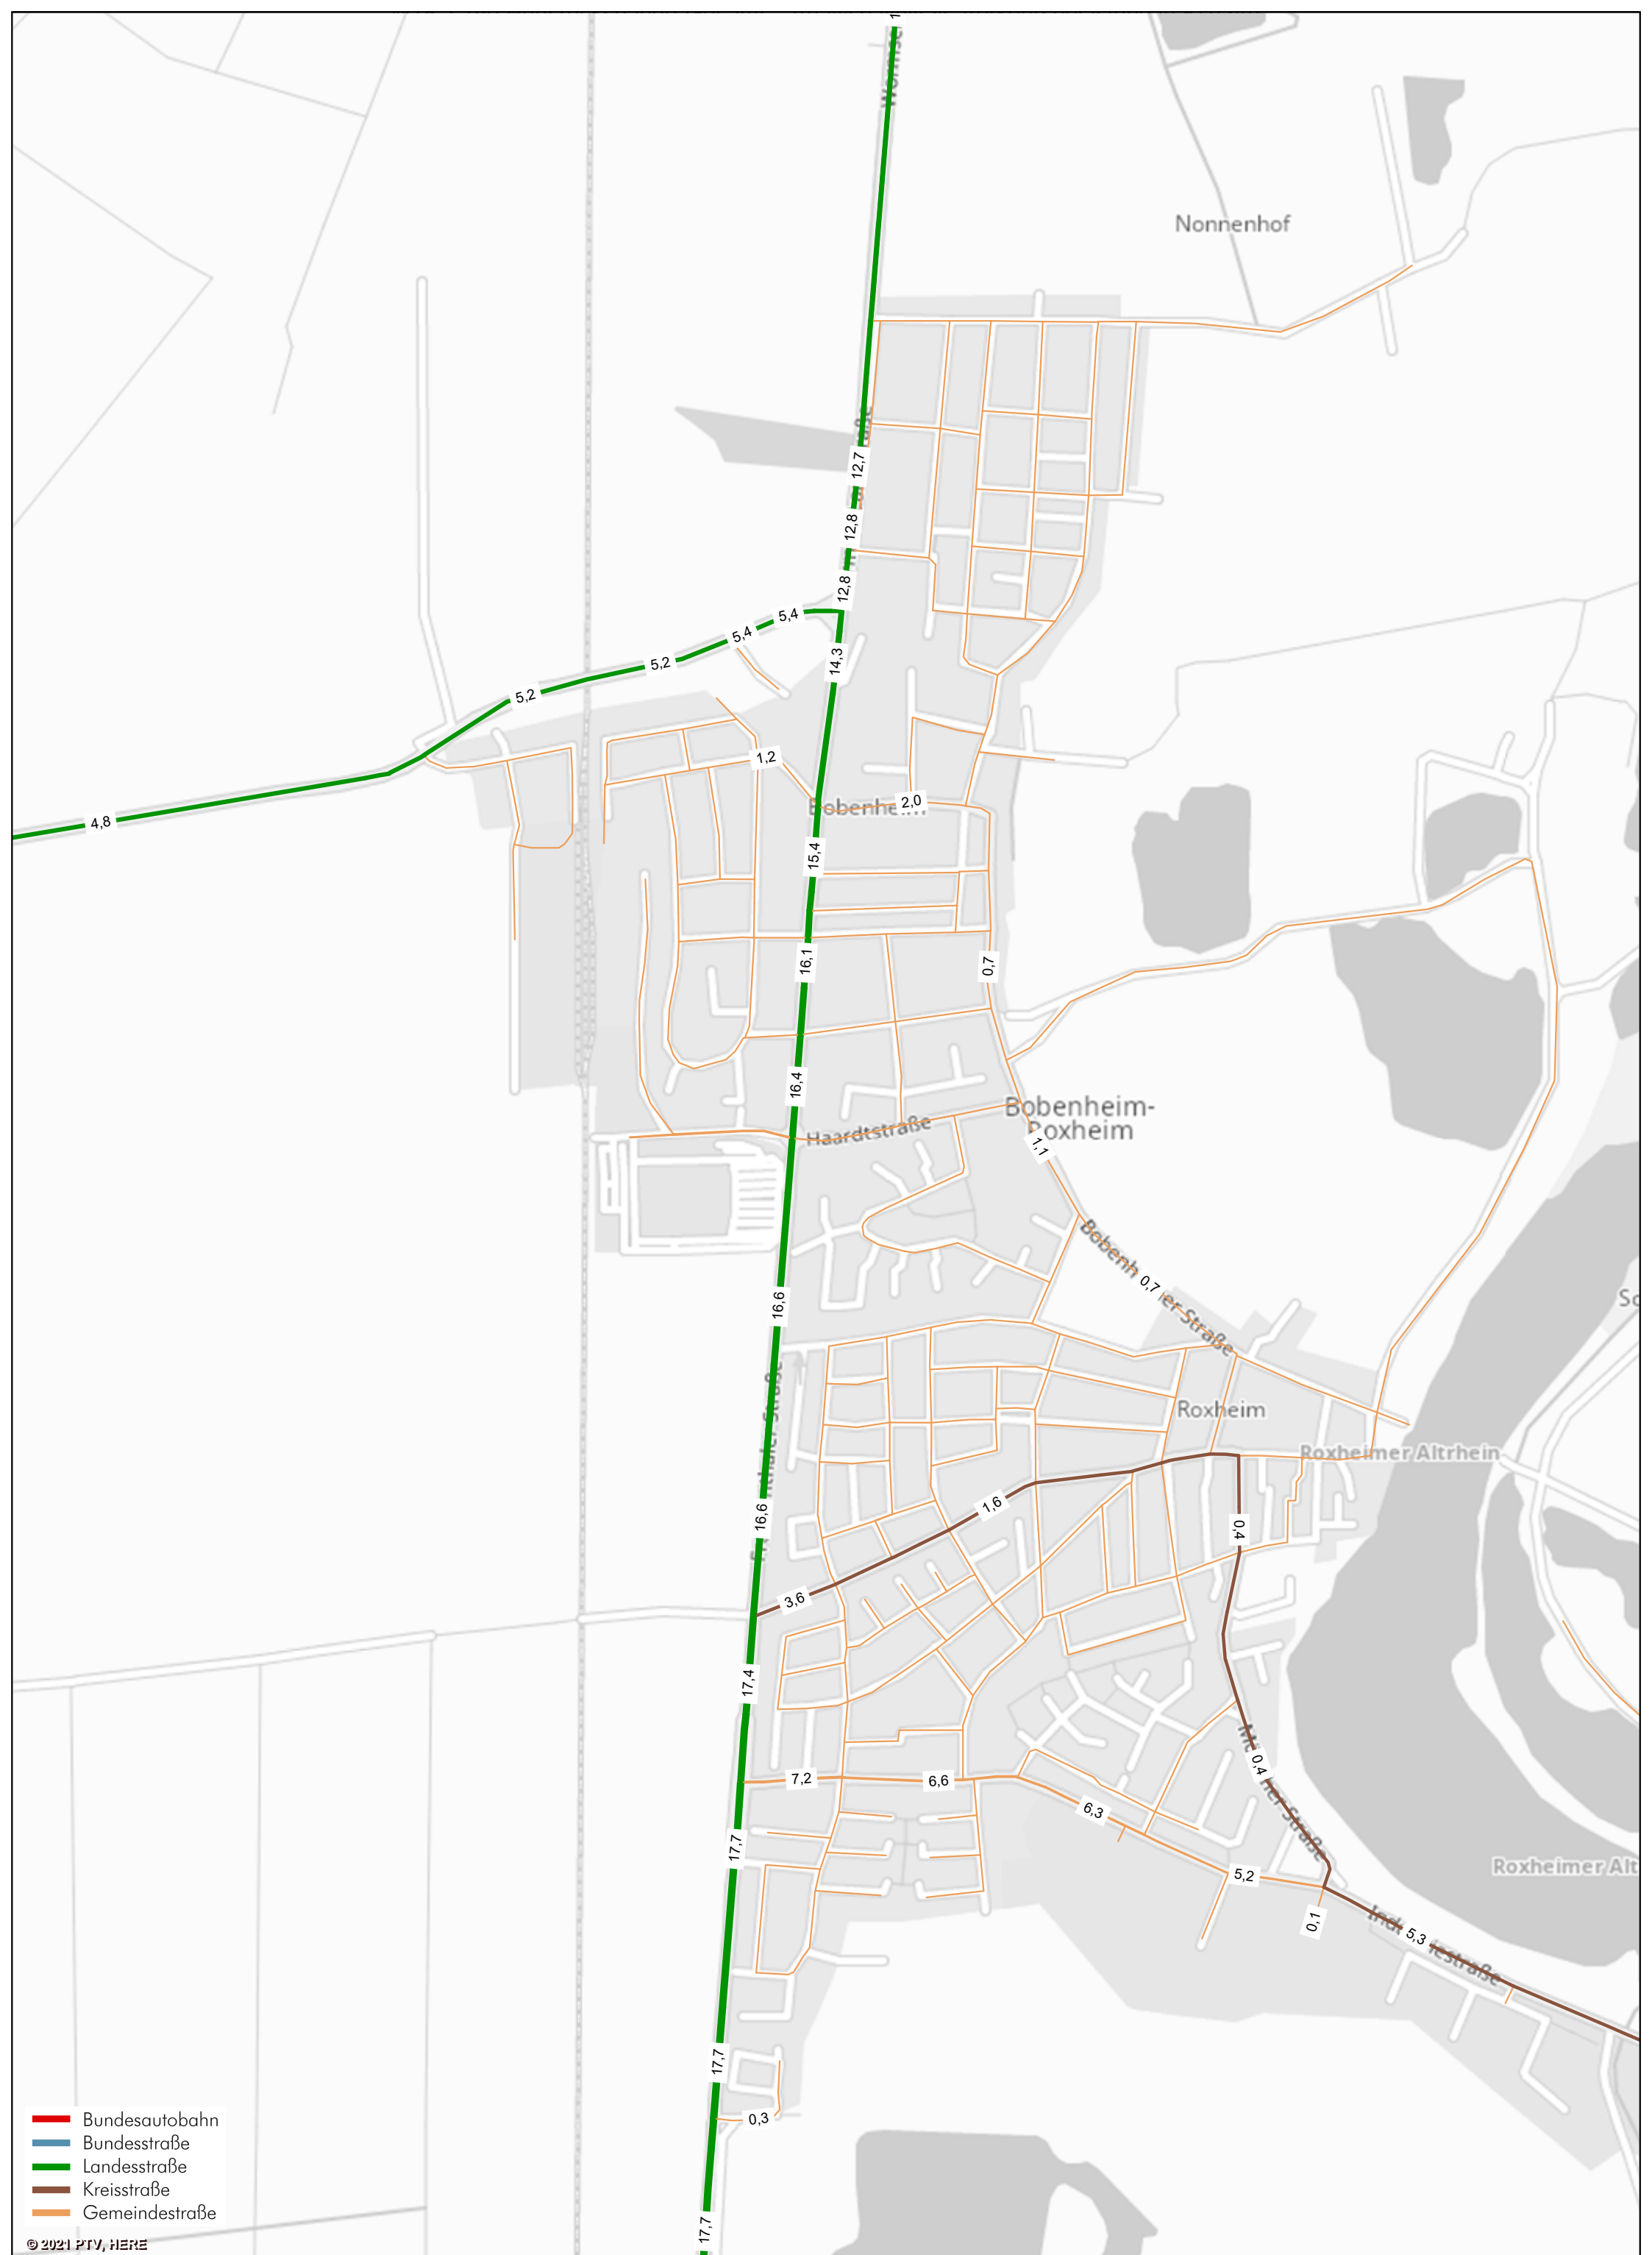 Nonnenhof
12,7
12,8
12,8
5,4
5,4
14,3
5,2
5,2
1,2
Bobenheim
2,0
4,8
15,4
16,1
0,7
16,4
Bobenheim-
Roxheim
Haardtstraße
1,1
0,7
16,6
Roxheim
Roxheimer Altrhein
1,6
16,6
0,4
3,6
17,4
0,4
7,2
6,6
6,3
17,7
5,2
Roxheimer Alt
0,1
5,3
17,7
0,3
17,7
Bundesautobahn
Bundesstraße
Landesstraße
Kreisstraße
Gemeindestraße
© 2021 PTV, HERE